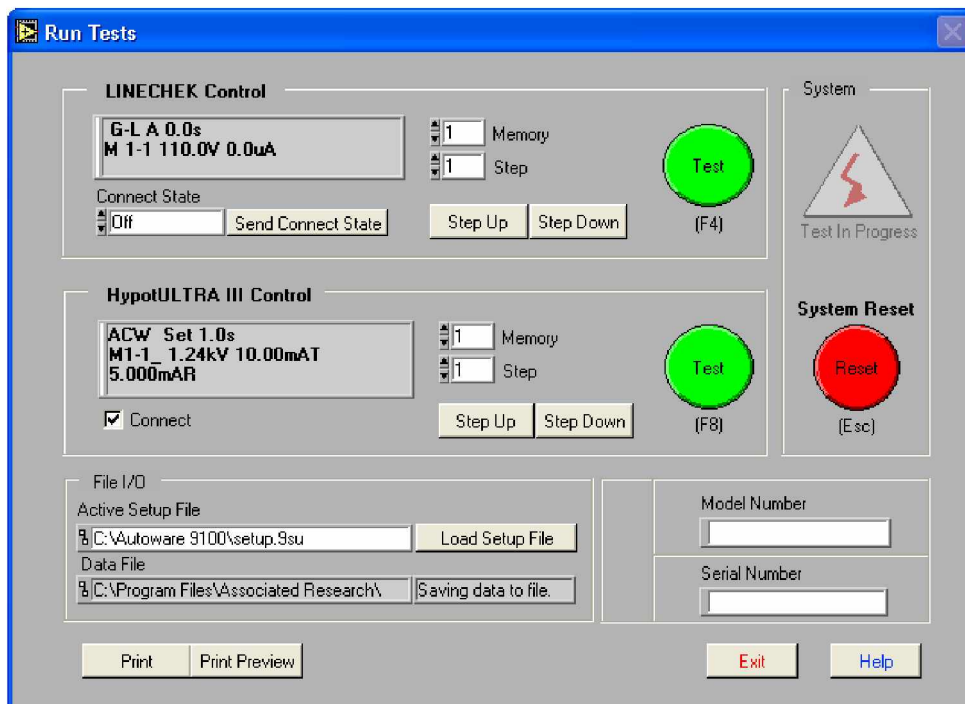 Run Tests
LINECHEK Control
G-L A 0.0s
M 1-1 110.0V 0.0uA
1 Memory
1 Step
Connect State
Off
Send Connect State
Step Up
Step Down
Test
(F4)
HypotULTRA III Control
ACW Set 1.0s
M1-1_ 1.24kV 10.00mAT
5.000mAR
Connect
1 Memory
1 Step
Step Up
Step Down
Test
(F8)
System
Test In Progress
System Reset
Reset
(Esc)
File I/O
Active Setup File
C:\Autoware 9100\setup.9su
Load Setup File
Data File
C:\Program Files\Associated Research\
Saving data to file.
Model Number
Serial Number
Print
Print Preview
Exit
Help